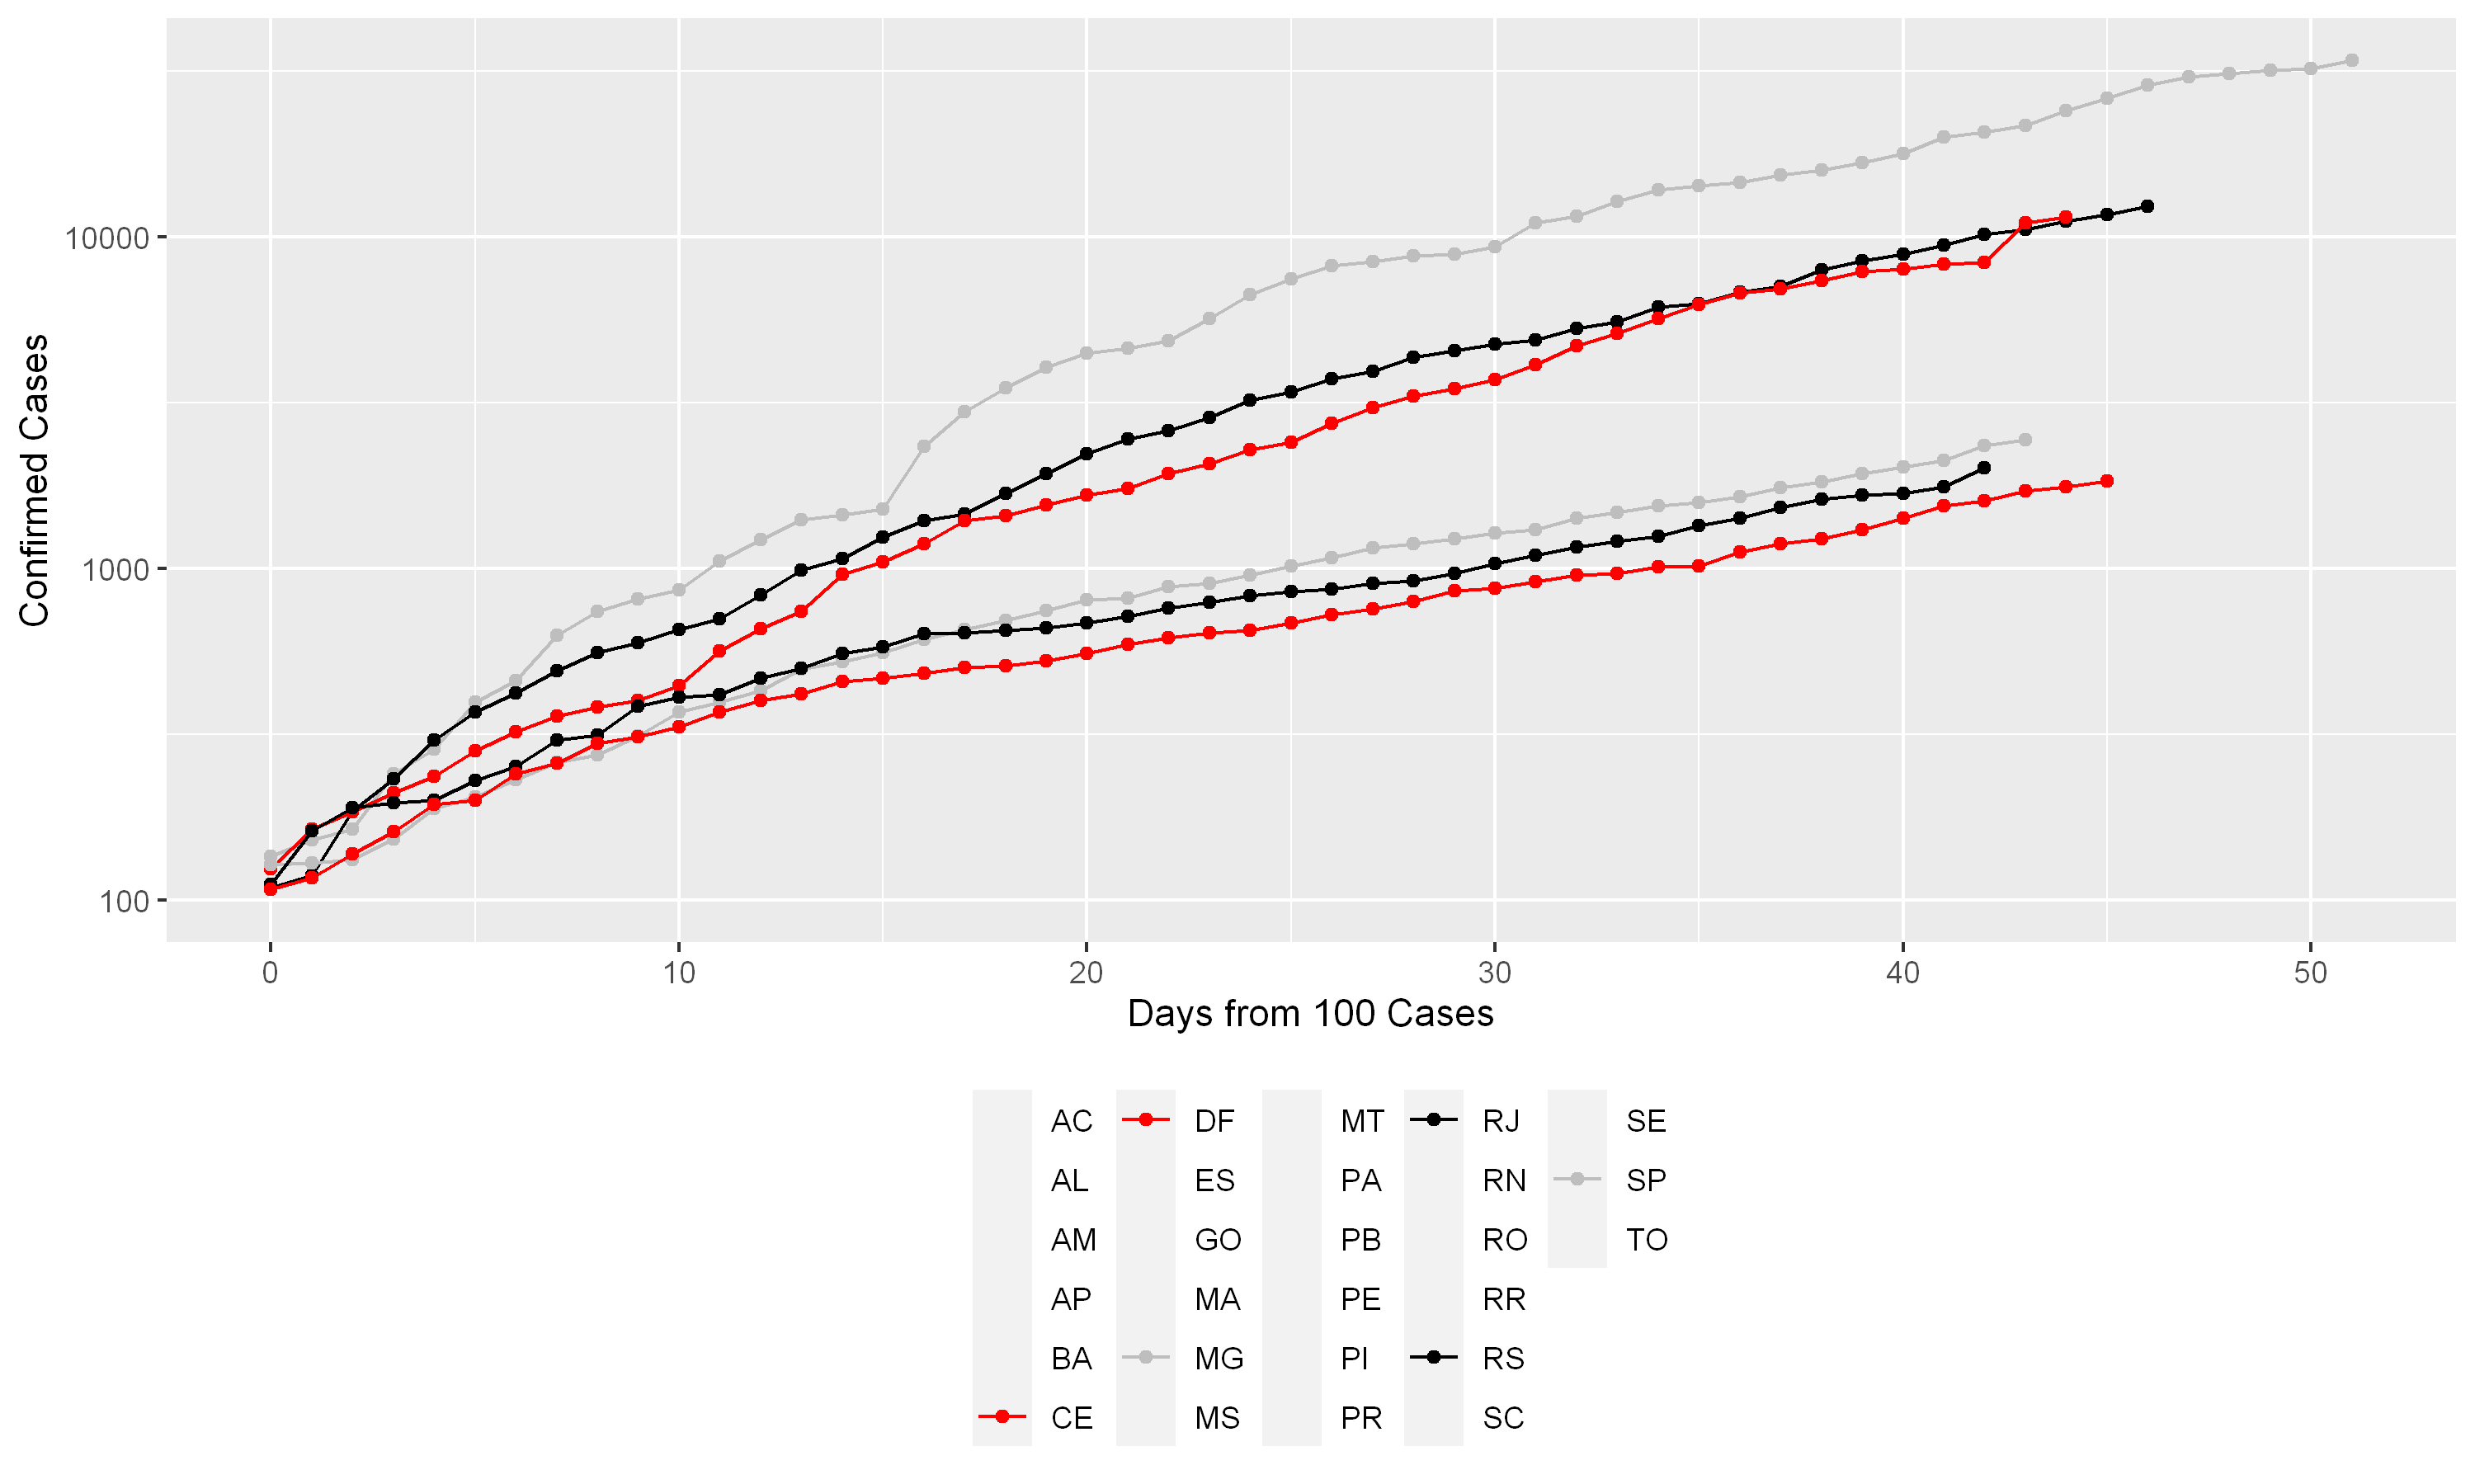 Confirmed Cases
10000
1000
100
0 10 20 30 40 50
Days from 100 Cases
AC DF MT RJ SE
AL ES PA RN SP
AM GO PB RO TO
AP MA PE RR
BA MG PI RS
CE MS PR SC